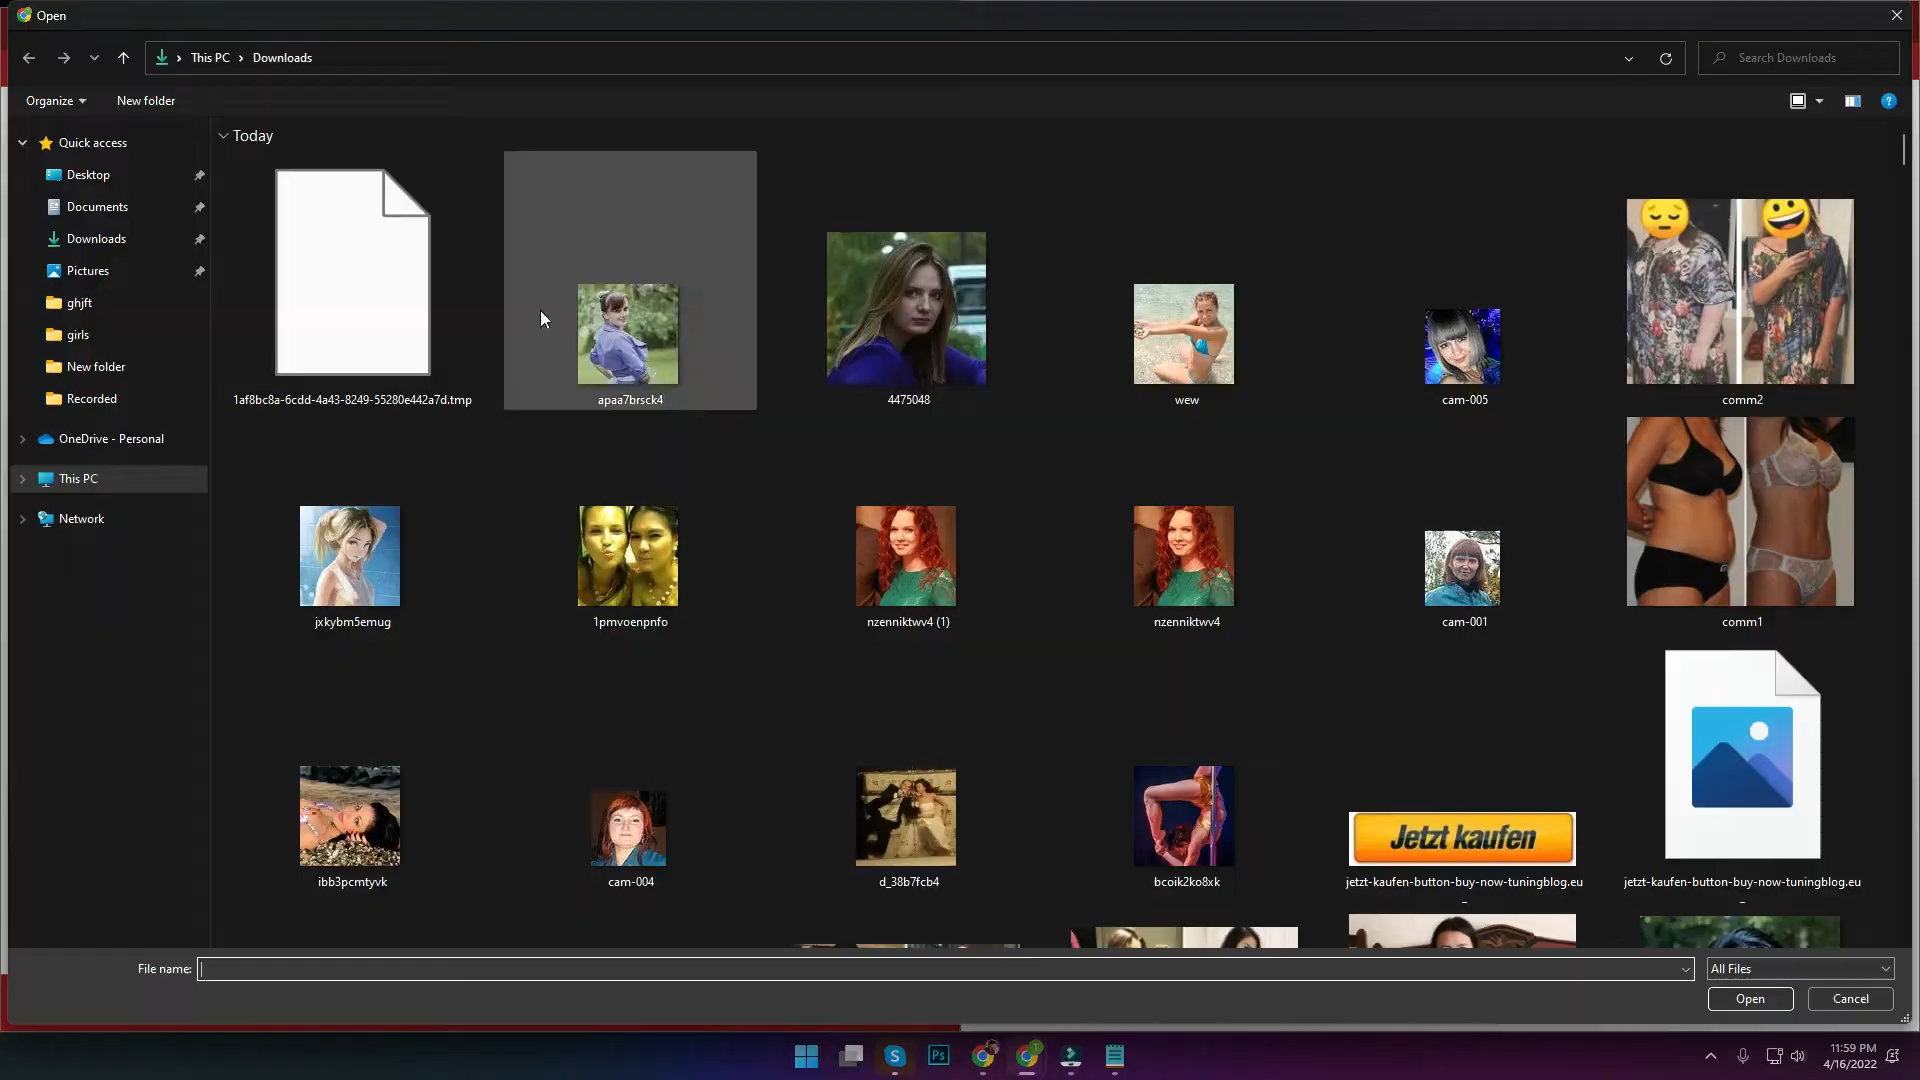 Open
This PC
Downloads
Search Downloads
Organize
New folder
Quick access
Desktop
Documents
Downloads
Pictures
ghjft
girls
New folder
Recorded
OneDrive - Personal
This PC
Network
Today
1af8bc8a-6cdd-4a43-8249-55280e442a7d.tmp
apaa7brsck4
4475048
wew
cam-005
comm2
jxkybm5emug
1pmvoenpnfo
nzenniktwv4 (1)
nzenniktwv4
cam-001
comm1
Jetzt kaufen
ibb3pcmtyvk
cam-004
d_38b7fcb4
bcoik2ko8xk
jetzt-kaufen-button-buy-now-tuningblog.eu
_
jetzt-kaufen-button-buy-now-tuningblog.eu
_
File name:
All Files
Open
Cancel
S
Ps
T
11:59 PM
4/16/2022